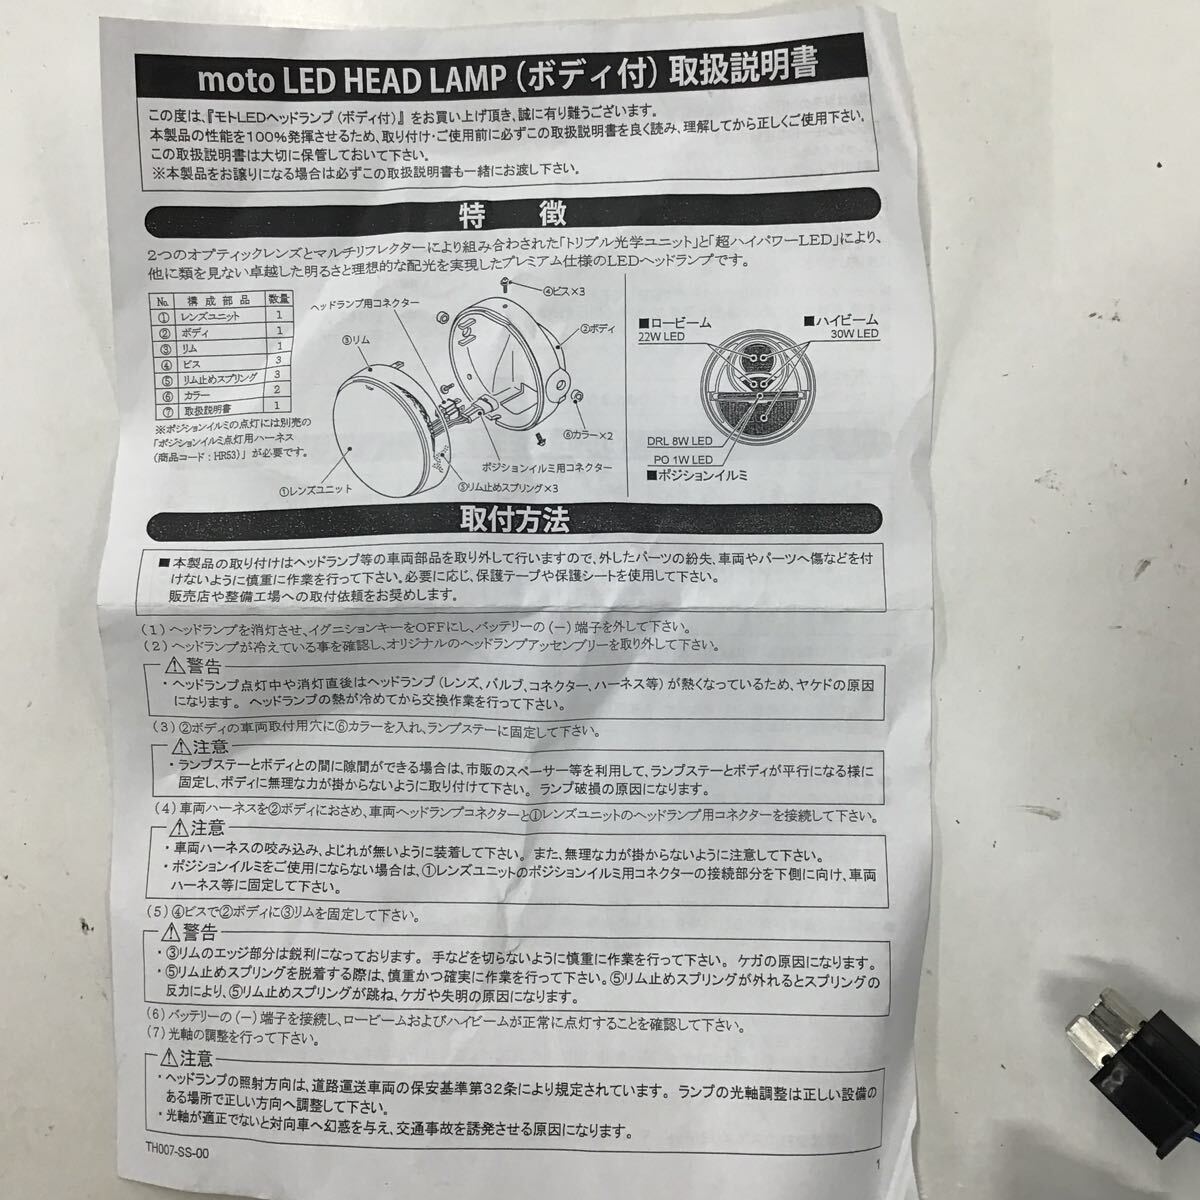 moto LED HEAD LAMP（ボディ付）取扱説明書
この度は、『モトLEDヘッドランプ（ボディ付）』をお買い上げ頂き、誠に有り難うございます。
本製品の性能を100%発揮させるため、取り付け・ご使用前に必ずこの取扱説明書を良く読み、理解してから正しくご使用下さい。
この取扱説明書は大切に保管しておいて下さい。
※本製品をお譲りになる場合は必ずこの取扱説明書も一緒にお渡し下さい。
特 徴
2つのオプティックレンズとマルチリフレクターにより組み合わされた「トリプル光学ユニット」と「超ハイパワーLED」により、
他に類を見ない卓越した明るさと理想的な配光を実現したプレミアム仕様のLEDヘッドランプです。
No. 構成部品 数量
① レンズユニット 1
② ボディ 1
③ リム 1
④ ビス 3
⑤ リム止めスプリング 3
⑥ カラー 2
⑦ 取扱説明書 1
※ポジションイルミの点灯には別売の
「ポジションイルミ点灯用ハーネス
（商品コード：HR53）」が必要です。
ヘッドランプ用コネクター
④ビス×3
②ボディ
③リム
⑥カラー×2
ポジションイルミ用コネクター
⑤リム止めスプリング×3
①レンズユニット
■ロービーム
22W LED
■ハイビーム
30W LED
DRL 8W LED
PO 1W LED
■ポジションイルミ
取付方法
■本製品の取り付けはヘッドランプ等の車両部品を取り外して行いますので、外したパーツの紛失、車両やパーツへ傷などを付
けないように慎重に作業を行って下さい。必要に応じ、保護テープや保護シートを使用して下さい。
販売店や整備工場への取付依頼をお奨めします。
（1）ヘッドランプを消灯させ、イグニションキーをOFFにし、バッテリーの（－）端子を外して下さい。
（2）ヘッドランプが冷えている事を確認し、オリジナルのヘッドランプアッセンブリーを取り外して下さい。
⚠警告
・ヘッドランプ点灯中や消灯直後はヘッドランプ（レンズ、バルブ、コネクター、ハーネス等）が熱くなっているため、ヤケドの原因
になります。 ヘッドランプの熱が冷めてから交換作業を行って下さい。
（3）②ボディの車両取付用穴に⑥カラーを入れ、ランプステーに固定して下さい。
⚠注意
・ランプステーとボディとの間に隙間ができる場合は、市販のスペーサー等を利用して、ランプステーとボディが平行になる様に
固定し、ボディに無理な力が掛からないように取り付けて下さい。 ランプ破損の原因になります。
（4）車両ハーネスを②ボディにおさめ、車両ヘッドランプコネクターと①レンズユニットのヘッドランプ用コネクターを接続して下さい。
⚠注意
・車両ハーネスの咬み込み、よじれが無いように装着して下さい。 また、無理な力が掛からないように注意して下さい。
・ポジションイルミをご使用にならない場合は、①レンズユニットのポジションイルミ用コネクターの接続部分を下側に向け、車両
ハーネス等に固定して下さい。
（5）④ビスで②ボディに③リムを固定して下さい。
⚠警告
・③リムのエッジ部分は鋭利になっております。 手などを切らないように慎重に作業を行って下さい。 ケガの原因になります。
・⑤リム止めスプリングを脱着する際は、慎重かつ確実に作業を行って下さい。⑤リム止めスプリングが外れるとスプリングの
反力により、⑤リム止めスプリングが跳ね、ケガや失明の原因になります。
（6）バッテリーの（－）端子を接続し、ロービームおよびハイビームが正常に点灯することを確認して下さい。
（7）光軸の調整を行って下さい。
⚠注意
・ヘッドランプの照射方向は、道路運送車両の保安基準第32条により規定されています。 ランプの光軸調整は正しい設備の
ある場所で正しい方向へ調整して下さい。
・光軸が適正でないと対向車へ幻惑を与え、交通事故を誘発させる原因になります。
TH007-SS-00
1